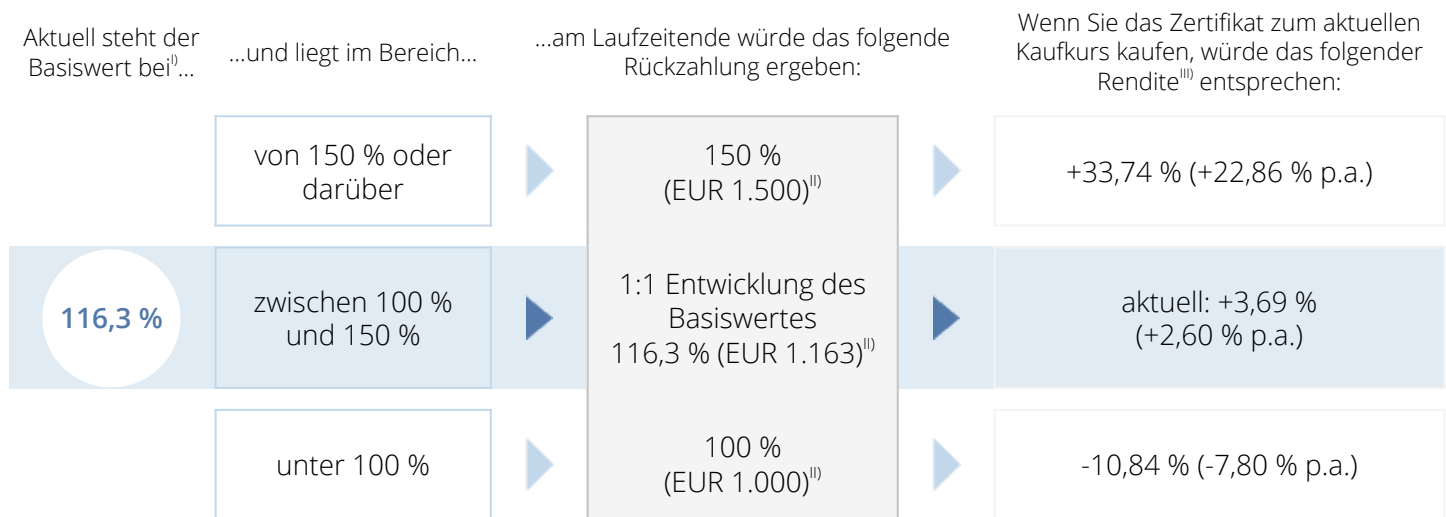 Aktuell steht der
Basiswert beiᴵ⁾...
...und liegt im Bereich...
...am Laufzeitende würde das folgende
Rückzahlung ergeben:
Wenn Sie das Zertifikat zum aktuellen
Kaufkurs kaufen, würde das folgender
Renditeᴵᴵᴵ⁾ entsprechen:
von 150 % oder
darüber
150 %
(EUR 1.500)ᴵᴵ⁾
+33,74 % (+22,86 % p.a.)
116,3 %
zwischen 100 %
und 150 %
1:1 Entwicklung des
Basiswertes
116,3 % (EUR 1.163)ᴵᴵ⁾
aktuell: +3,69 %
(+2,60 % p.a.)
unter 100 %
100 %
(EUR 1.000)ᴵᴵ⁾
-10,84 % (-7,80 % p.a.)